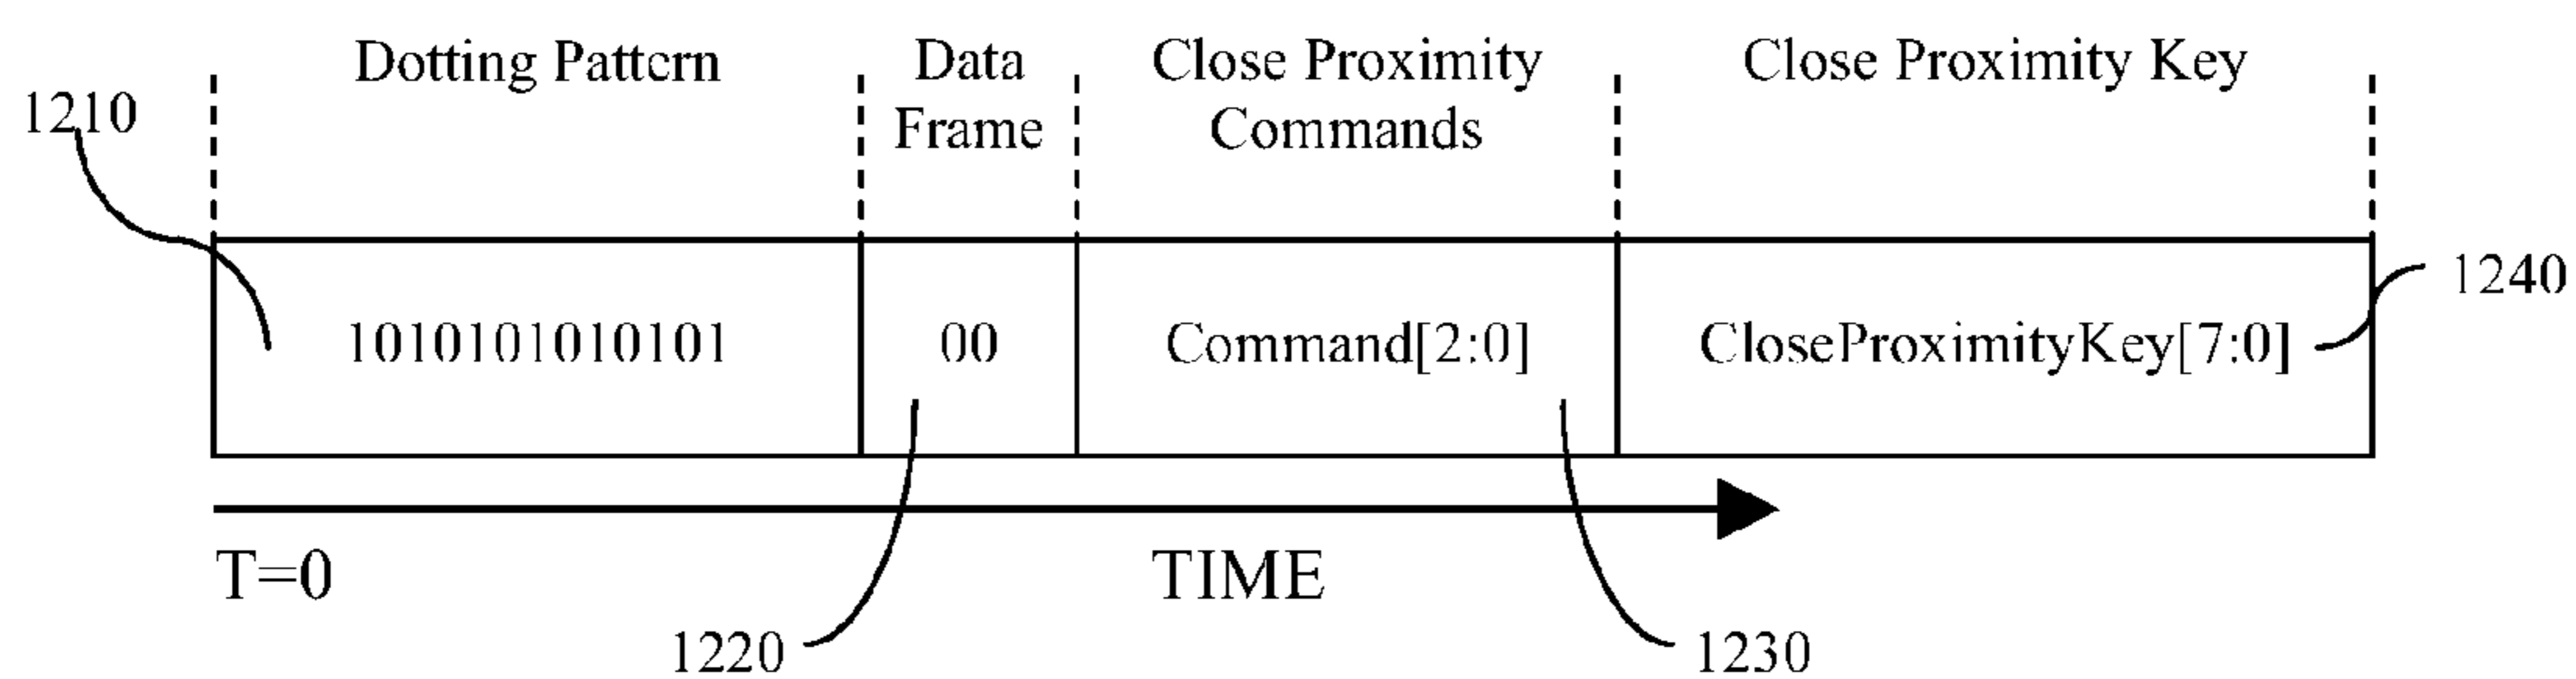 Dotting Pattern
Data
Frame
Close Proximity
Commands
Close Proximity Key
1210
1240
1010101010101
00
Command[2:0]
CloseProximityKey[7:0]
T=0
TIME
1220
1230